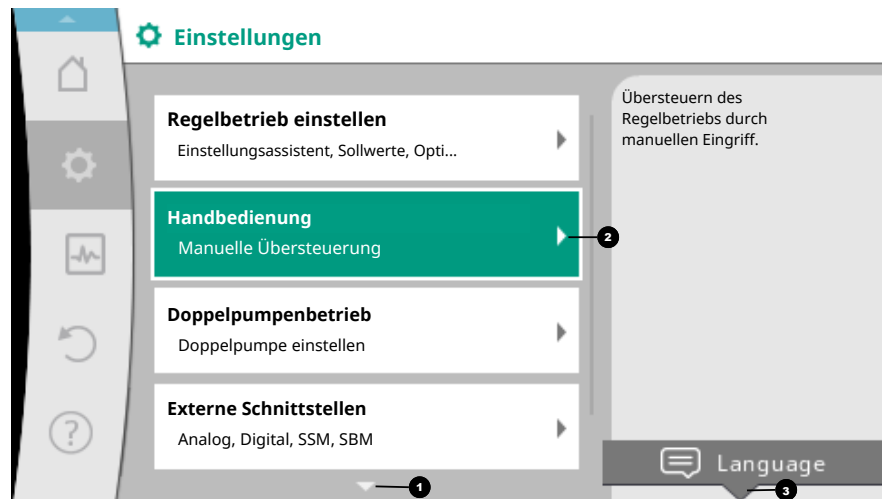 Einstellungen
Regelbetrieb einstellen
Einstellungsassistent, Sollwerte, Opti...
Handbedienung
Manuelle Übersteuerung
2
Doppelpumpenbetrieb
Doppelpumpe einstellen
Externe Schnittstellen
Analog, Digital, SSM, SBM
1
Übersteuern des
Regelbetriebs durch
manuellen Eingriff.
?
Language
3